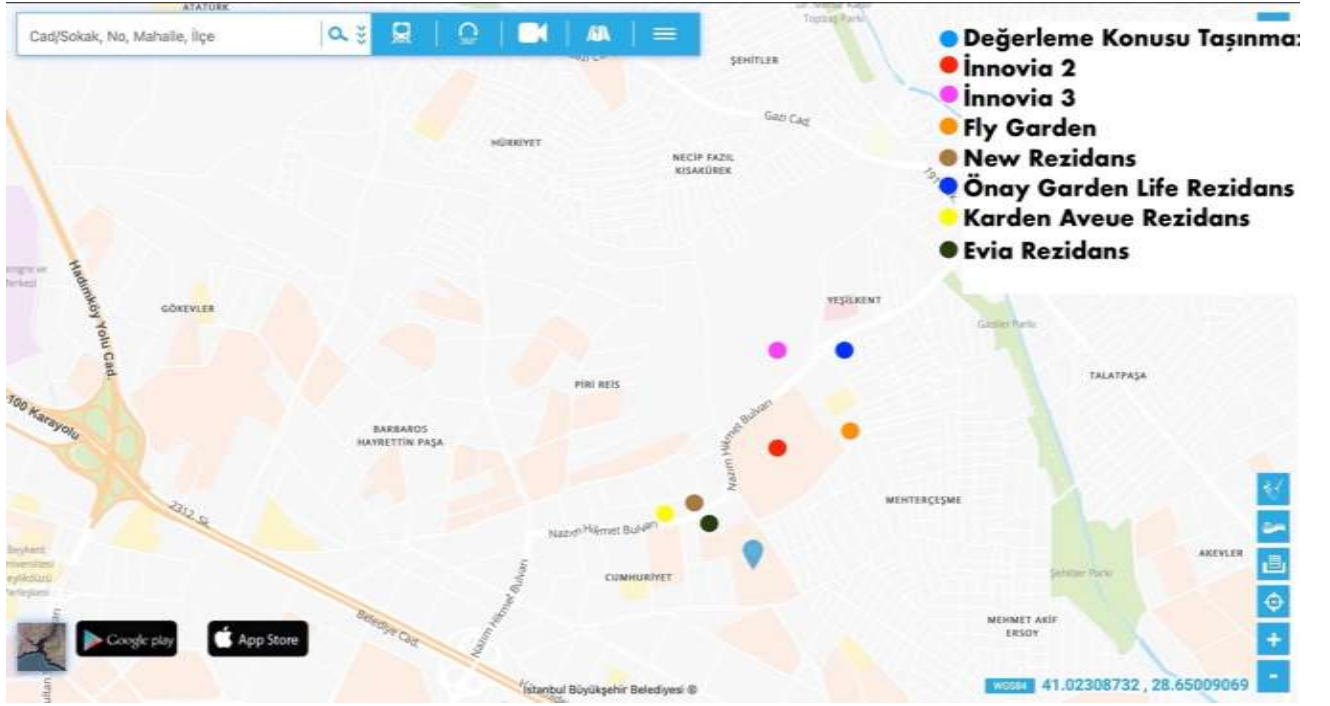 ATATÜRK
Cad/Sokak, No, Mahalle, İlçe
ŞEHİTLER
Gazi Cad.
HÜRRİYET
NECİP FAZIL
KISAKÜREK
Değerleme Konusu Taşınmaz
İnnovia 2
İnnovia 3
Fly Garden
New Rezidans
Önay Garden Life Rezidans
Karden Aveue Rezidans
Evia Rezidans
Hadımköy Yolu Cad.
GÖKEVLER
YEŞİLKENT
Gaziler Parkı
TALATPAŞA
PİRİ REİS
-100 Karayolu
BARBAROS
HAYRETTİN PAŞA
Nazım Hikmet Bulvarı
MEHTERÇEŞME
2312. Sk.
Nazım Hikmet Bulvarı
AKEVLER
CUMHURİYET
Şehitler Parkı
Nazım Hikmet Bulvarı
Belediye Cad.
MEHMET AKİF
ERSOY
Google play
App Store
İstanbul Büyükşehir Belediyesi ©
WGS84 41.02308732 , 28.65009069